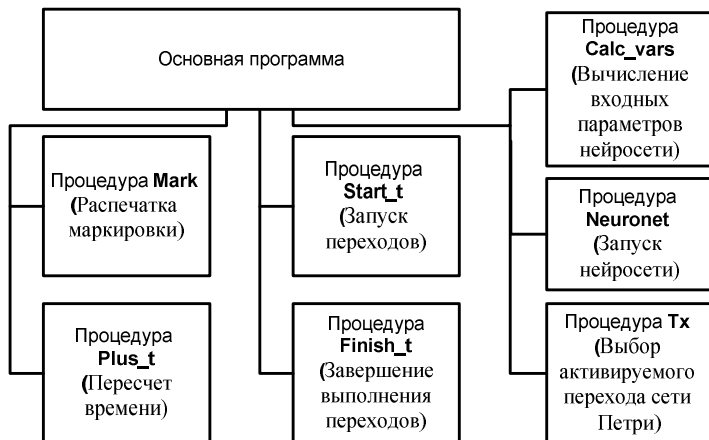 Основная программа
Процедура
Calc_vars
(Вычисление
входных
параметров
нейросети)
Процедура Mark
(Распечатка
маркировки)
Процедура
Start_t
(Запуск
переходов)
Процедура
Neuronet
(Запуск
нейросети)
Процедура
Plus_t
(Пересчет
времени)
Процедура
Finish_t
(Завершение
выполнения
переходов)
Процедура Tx
(Выбор
активируемого
перехода сети
Петри)